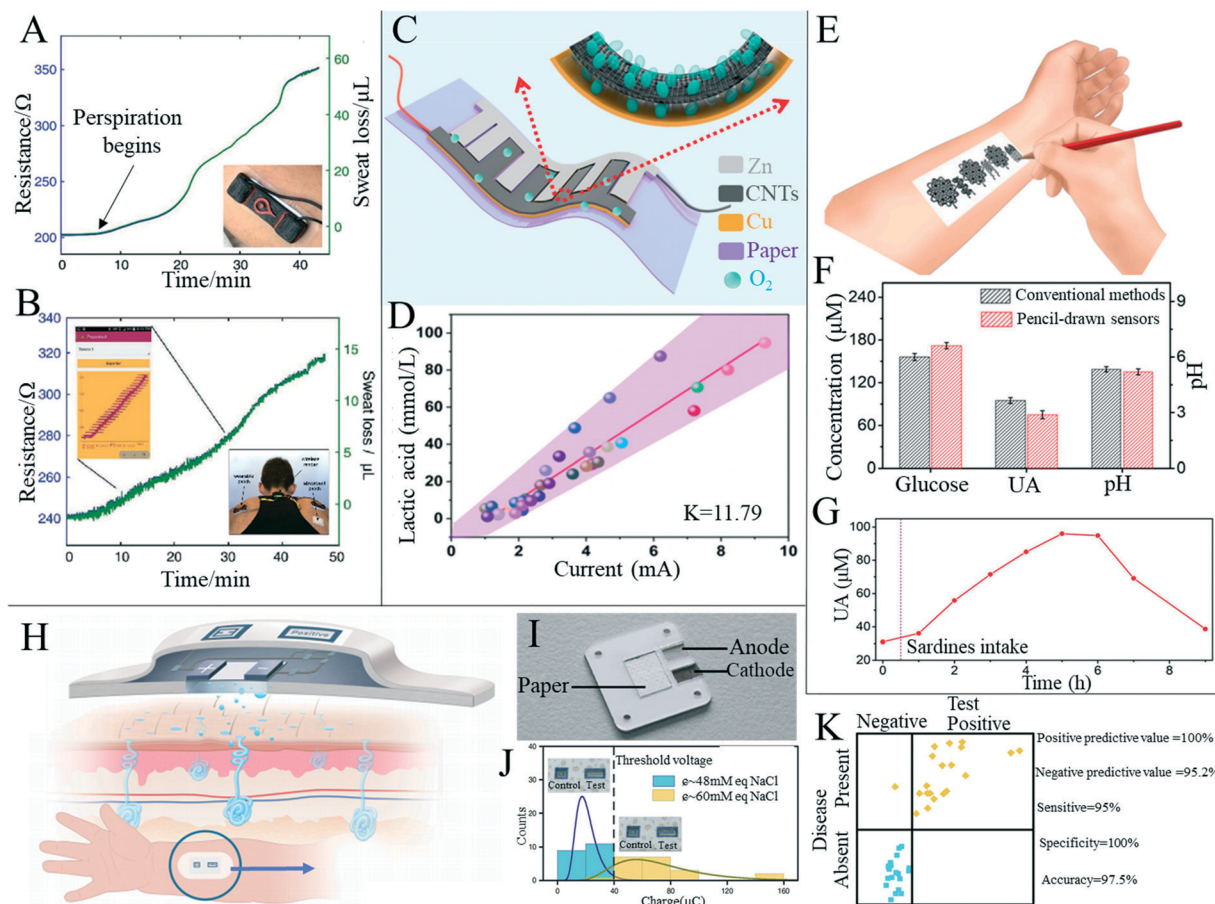 A
350
300
250
200
Resistance/Ω
Perspiration
begins
60
40
20
0
Sweat loss/μL
0
10
20
30
40
Time/min
B
340
320
300
280
260
240
Resistance/Ω
15
10
5
0
Sweat loss / μL
0
10
20
30
40
50
Time/min
C
Zn
CNTs
Cu
Paper
O₂
D
100
80
60
40
20
0
Lactic acid (mmol/L)
K=11.79
0
2
4
6
8
10
Current (mA)
E
F
240
180
120
60
0
Concentration (μM)
Conventional methods
Pencil-drawn sensors
9
6
3
0
pH
Glucose
UA
pH
G
100
80
60
40
20
UA (μM)
Sardines intake
0
2
4
6
8
Time (h)
H
Positive
I
Anode
Cathode
Paper
J
40
30
20
10
0
Counts
Threshold voltage
ø~48mM eq NaCl
ø~60mM eq NaCl
Control Test
Control Test
0
40
80
120
160
Charge(μC)
K
Test
Negative
Positive
Disease
Present
Absent
Positive predictive value =100%
Negative predictive value =95.2%
Sensitive=95%
Specificity=100%
Accuracy=97.5%